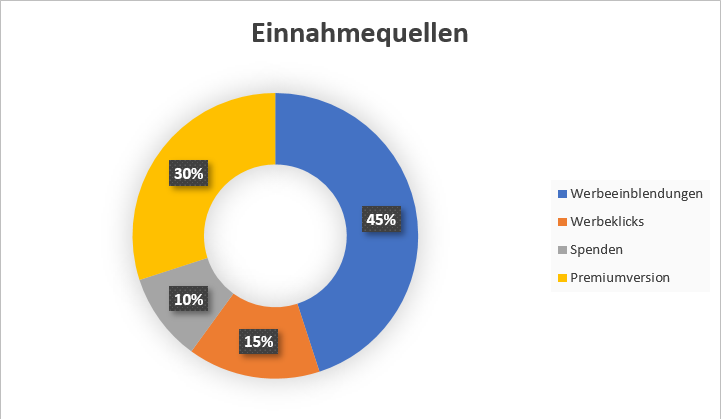 Einnahmequellen
30%
45%
10%
15%
Werbeeinblendungen
Werbeklicks
Spenden
Premiumversion